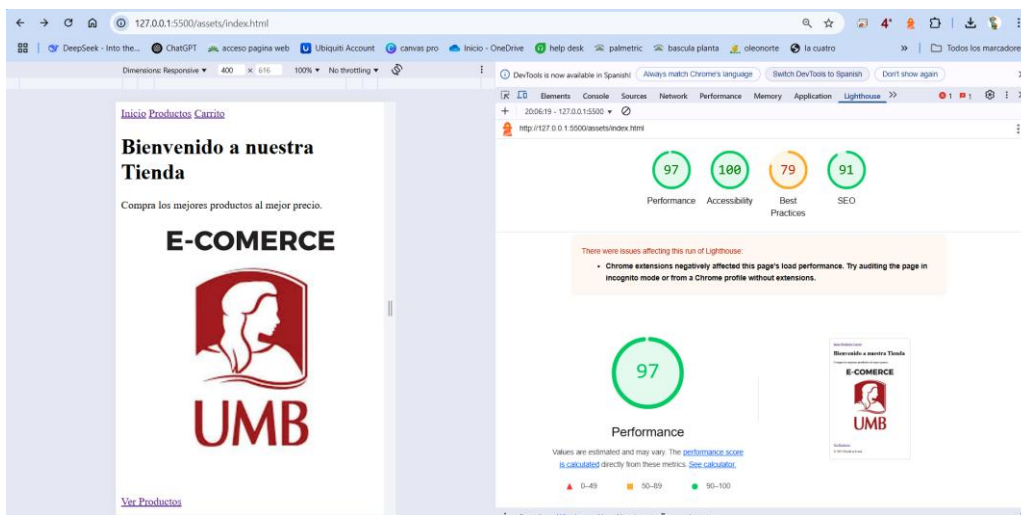 127.0.0.1:5500/assets/index.html
DeepSeek - Into the... ChatGPT acceso pagina web Ubiquiti Account canvas pro Inicio - OneDrive help desk palmetric bascula planta oleonorte la cuatro » Todos los marcadore
Dimensions: Responsive 400 × 616 100% No throttling
DevTools is now available in Spanish! Always match Chrome's language Switch DevTools to Spanish Don't show again
Elements Console Sources Network Performance Memory Application Lighthouse » 1 1
+ 20:06:19 - 127.0.0.1:5500
http://127.0.0.1:5500/assets/index.html
Inicio Productos Carrito
Bienvenido a nuestra
Tienda
Compra los mejores productos al mejor precio.
E-COMERCE
UMB
Ver Productos
97 100 79 91
Performance Accessibility Best Practices SEO
There were issues affecting this run of Lighthouse:
• Chrome extensions negatively affected this page's load performance. Try auditing the page in
incognito mode or from a Chrome profile without extensions.
97
Performance
Values are estimated and may vary. The performance score
is calculated directly from these metrics. See calculator.
0–49 50–89 90–100
Bienvenido a nuestra Tienda
E-COMERCE
UMB